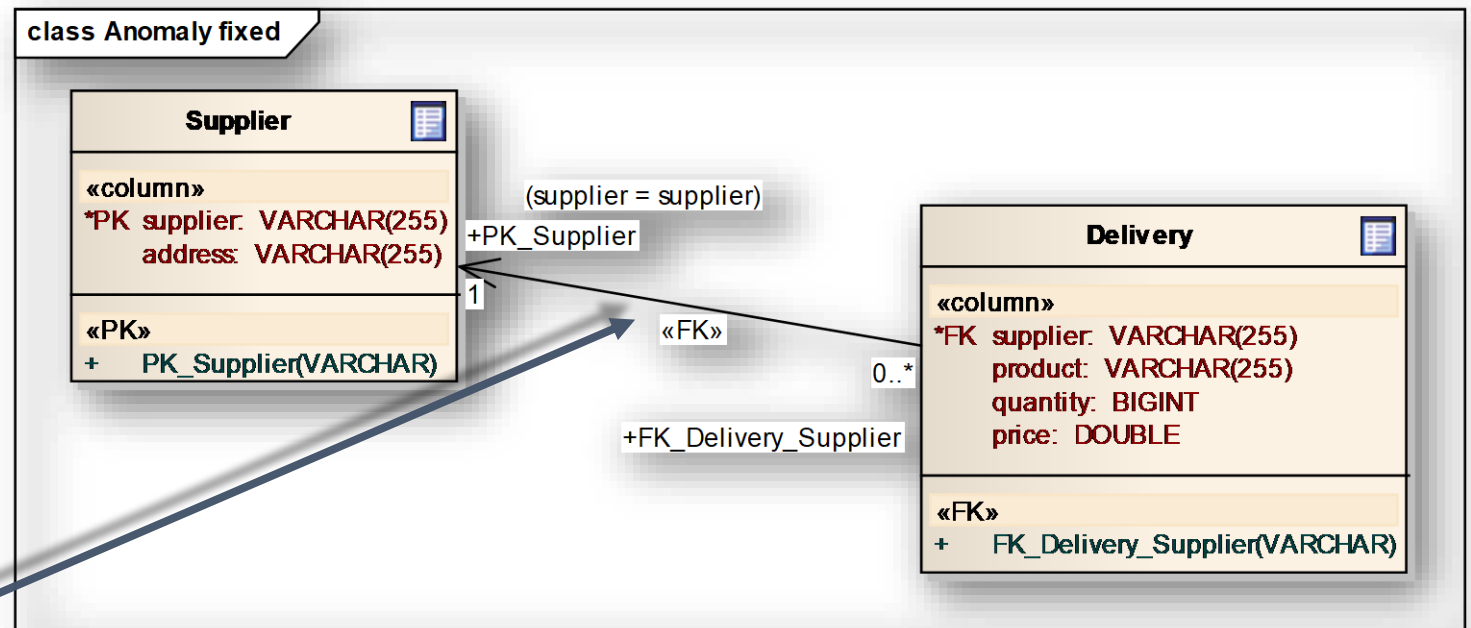 class Anomaly fixed
Supplier
«column»
*PK supplier: VARCHAR(255)
address: VARCHAR(255)
«PK»
+ PK_Supplier(VARCHAR)
(supplier = supplier)
+PK_Supplier
1
«FK»
0..*
+FK_Delivery_Supplier
Delivery
«column»
*FK supplier: VARCHAR(255)
product: VARCHAR(255)
quantity: BIGINT
price: DOUBLE
«FK»
+ FK_Delivery_Supplier(VARCHAR)